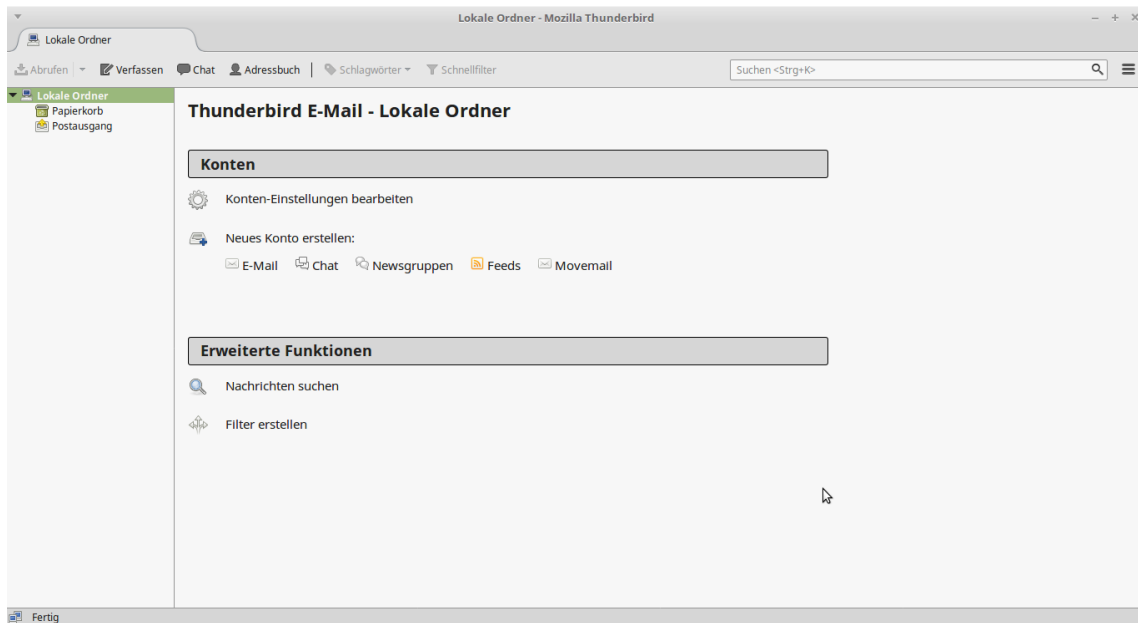 Lokale Ordner - Mozilla Thunderbird
Lokale Ordner
Abrufen Verfassen Chat Adressbuch Schlagwörter Schnellfilter Suchen <Strg+K>
Lokale Ordner
Papierkorb
Postausgang
Thunderbird E-Mail - Lokale Ordner
Konten
Konten-Einstellungen bearbeiten
Neues Konto erstellen:
E-Mail Chat Newsgruppen Feeds Movemail
Erweiterte Funktionen
Nachrichten suchen
Filter erstellen
Fertig